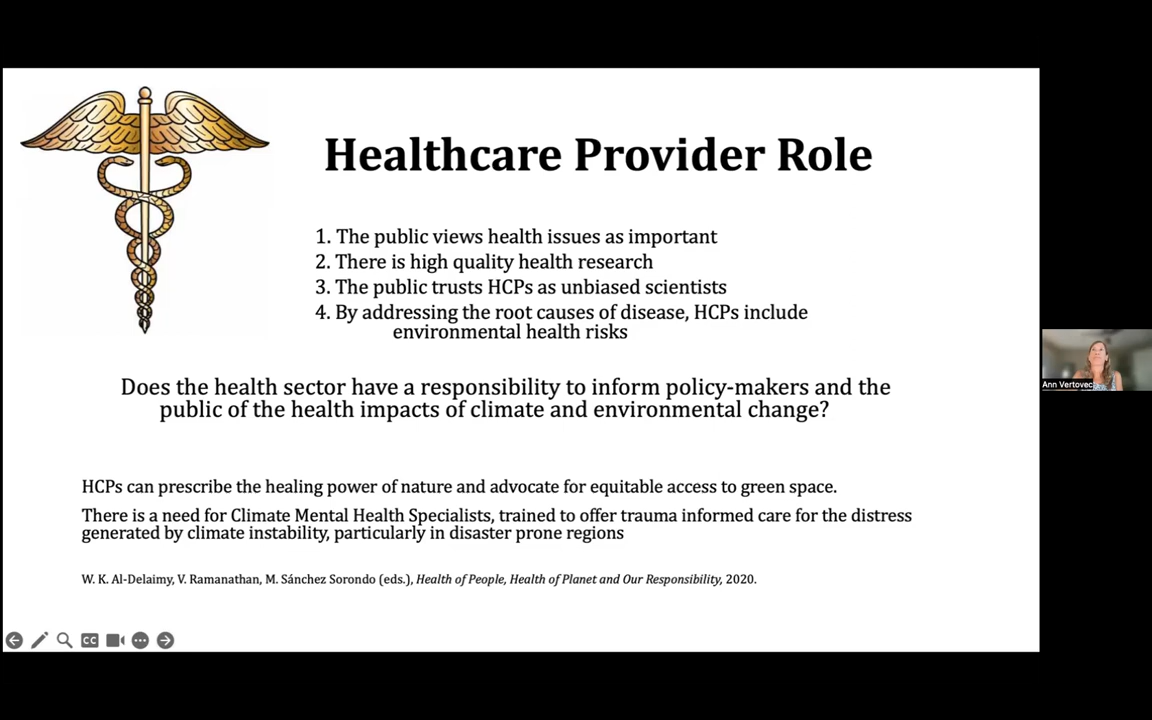 Healthcare Provider Role
1. The public views health issues as important
2. There is high quality health research
3. The public trusts HCPs as unbiased scientists
4. By addressing the root causes of disease, HCPs include
environmental health risks
Does the health sector have a responsibility to inform policy-makers and the
public of the health impacts of climate and environmental change?
Ann Vertovec
HCPs can prescribe the healing power of nature and advocate for equitable access to green space.
There is a need for Climate Mental Health Specialists, trained to offer trauma informed care for the distress
generated by climate instability, particularly in disaster prone regions
W. K. Al-Delaimy, V. Ramanathan, M. Sánchez Sorondo (eds.), Health of People, Health of Planet and Our Responsibility, 2020.
CC